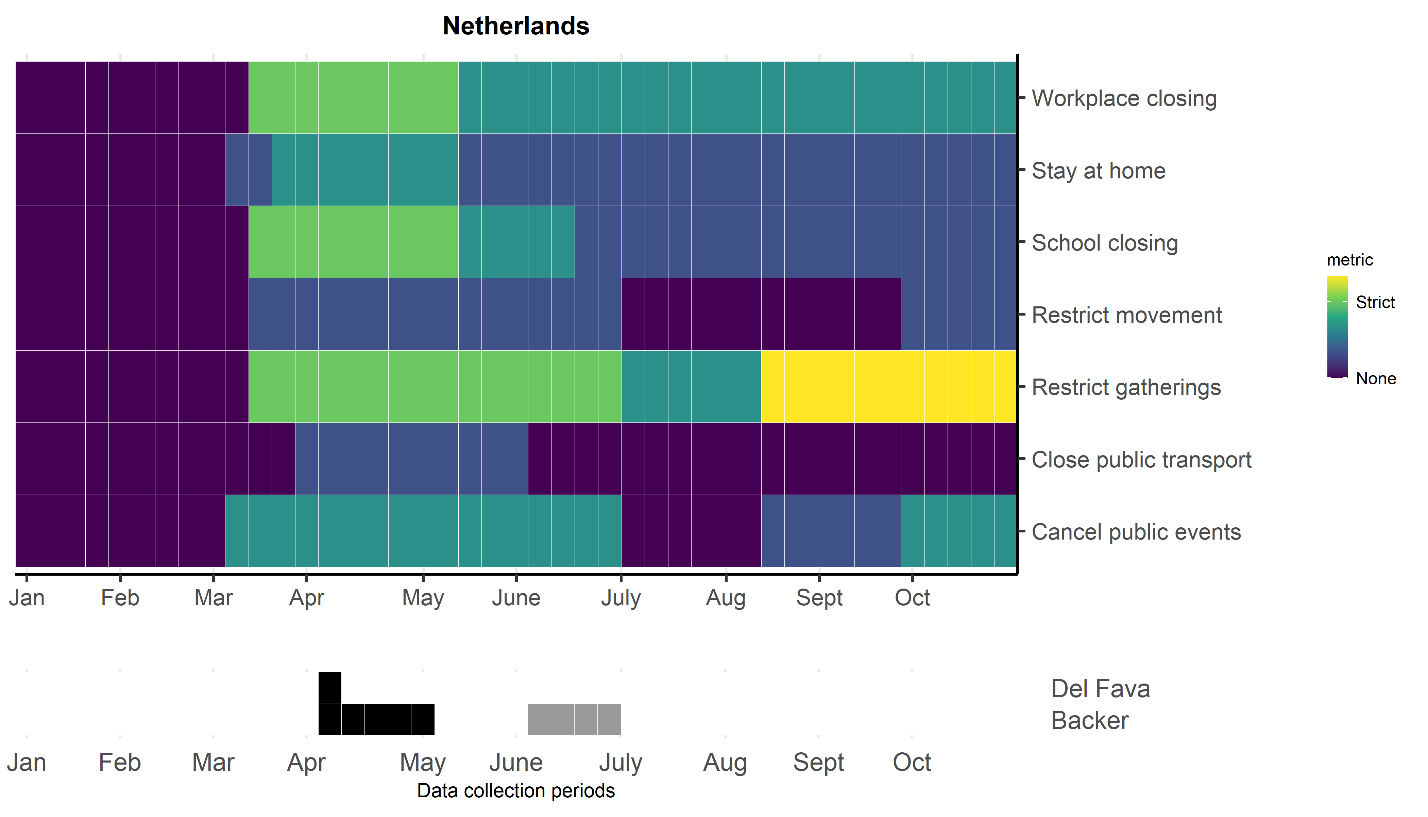 Netherlands
Workplace closing
Stay at home
School closing
Restrict movement
Restrict gatherings
Close public transport
Cancel public events
metric
Strict
None
Jan Feb Mar Apr May June July Aug Sept Oct
Del Fava
Backer
Jan Feb Mar Apr May June July Aug Sept Oct
Data collection periods